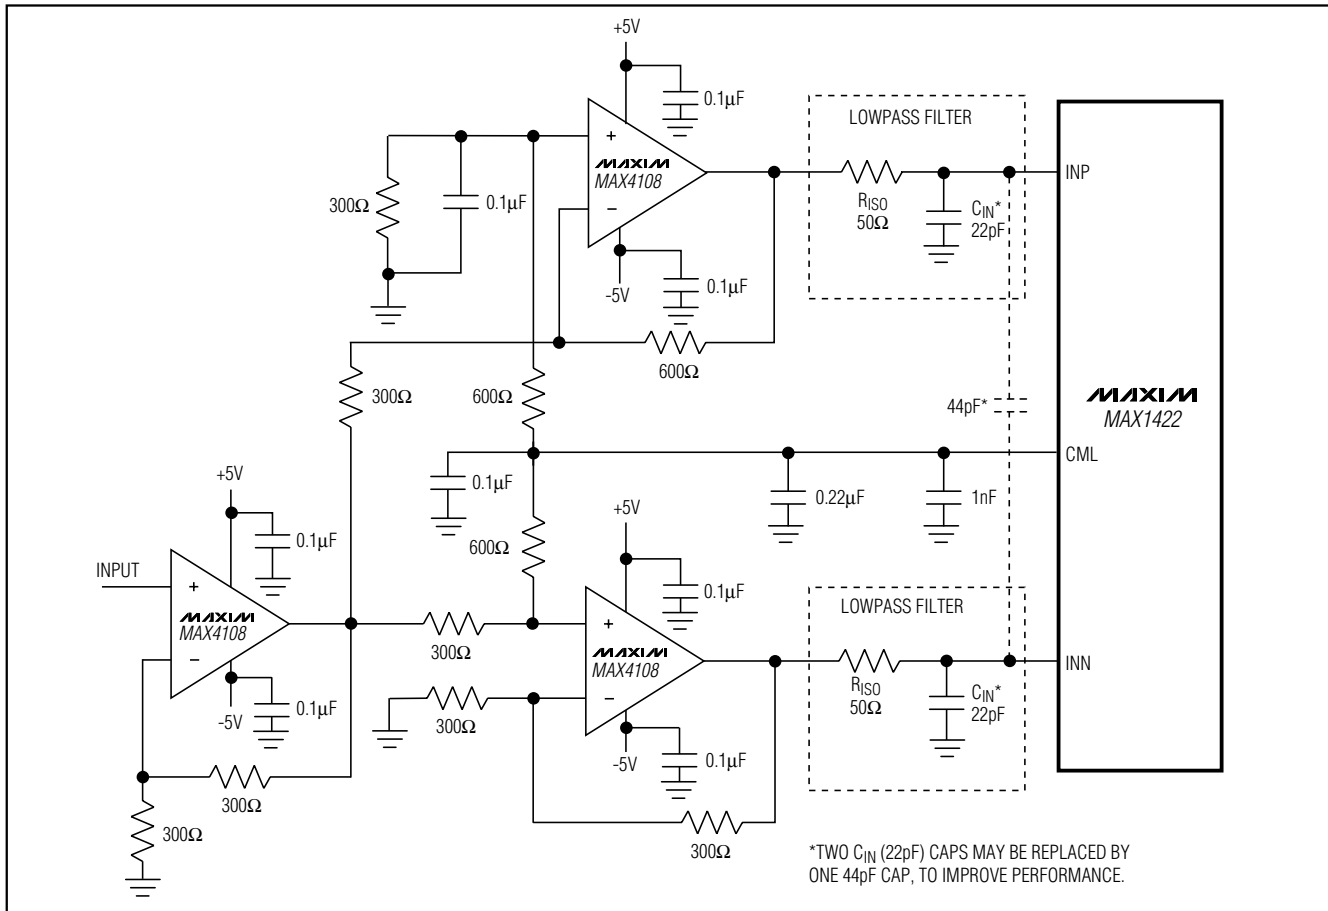 +5V
0.1µF
LOWPASS FILTER
+
MAXIM
MAX4108
−
INP
300Ω
0.1µF
RISO
50Ω
CIN*
22pF
-5V
0.1µF
600Ω
300Ω
600Ω
44pF*
MAXIM
MAX1422
CML
+5V
0.1µF
0.22µF
1nF
+5V
0.1µF
600Ω
INPUT
+
MAXIM
MAX4108
−
0.1µF
LOWPASS FILTER
300Ω
+
MAXIM
MAX4108
−
INN
RISO
50Ω
CIN*
22pF
-5V
0.1µF
300Ω
-5V
0.1µF
300Ω
300Ω
300Ω
*TWO CIN (22pF) CAPS MAY BE REPLACED BY
ONE 44pF CAP, TO IMPROVE PERFORMANCE.